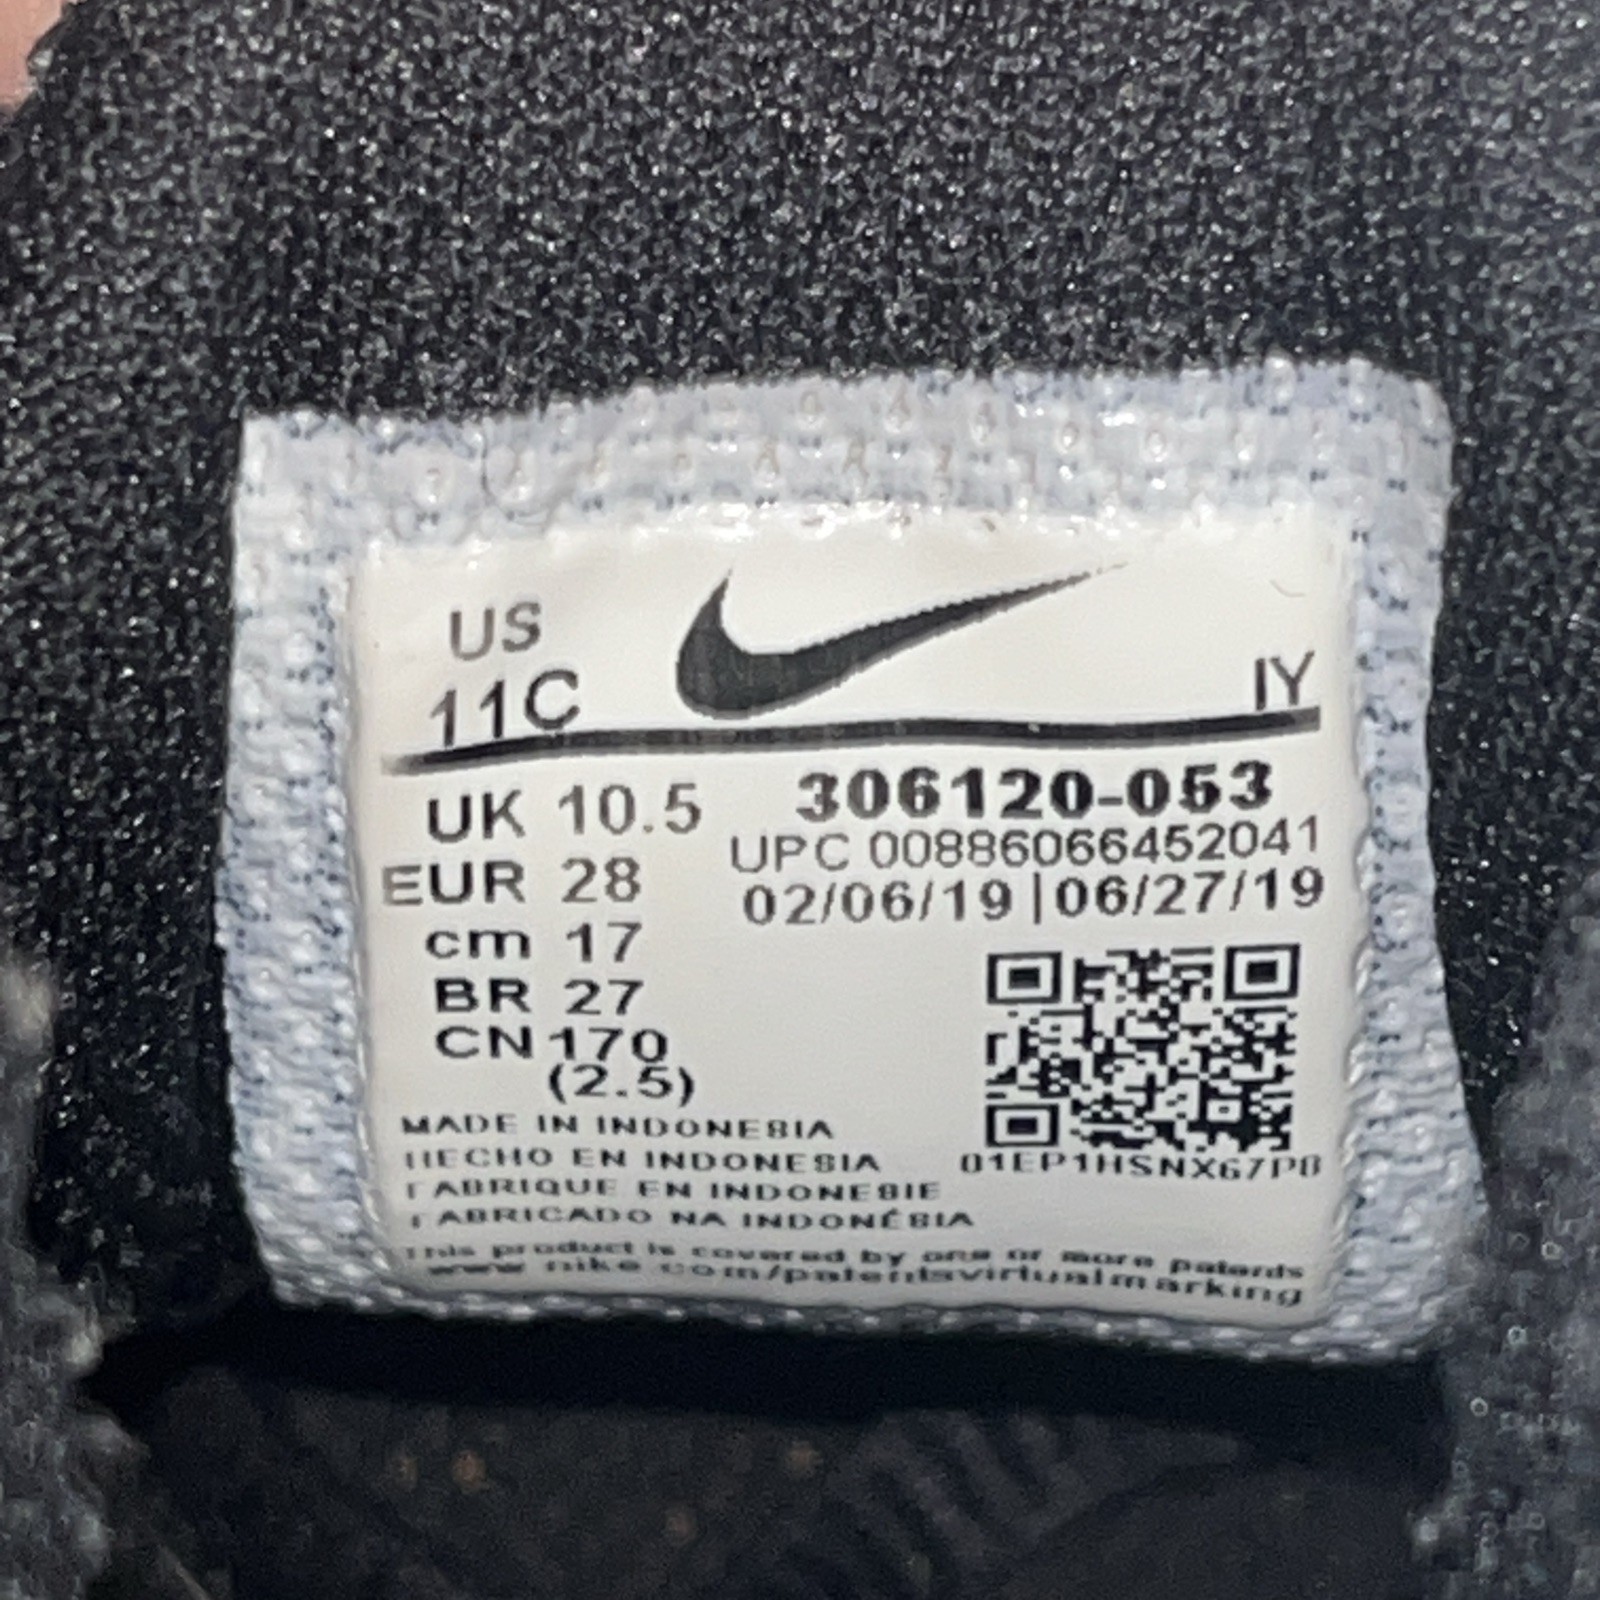 US
11C
IY
UK 10.5
EUR 28
cm 17
BR 27
CN 170
(2.5)
306120-053
UPC 00886066452041
02/06/19 | 06/27/19
01EP1HSNX67P8
MADE IN INDONESIA
HECHO EN INDONESIA
FABRIQUE EN INDONESIE
FABRICADO NA INDONÉSIA
This product is covered by one or more patents
www.nike.com/patentsvirtualmarking